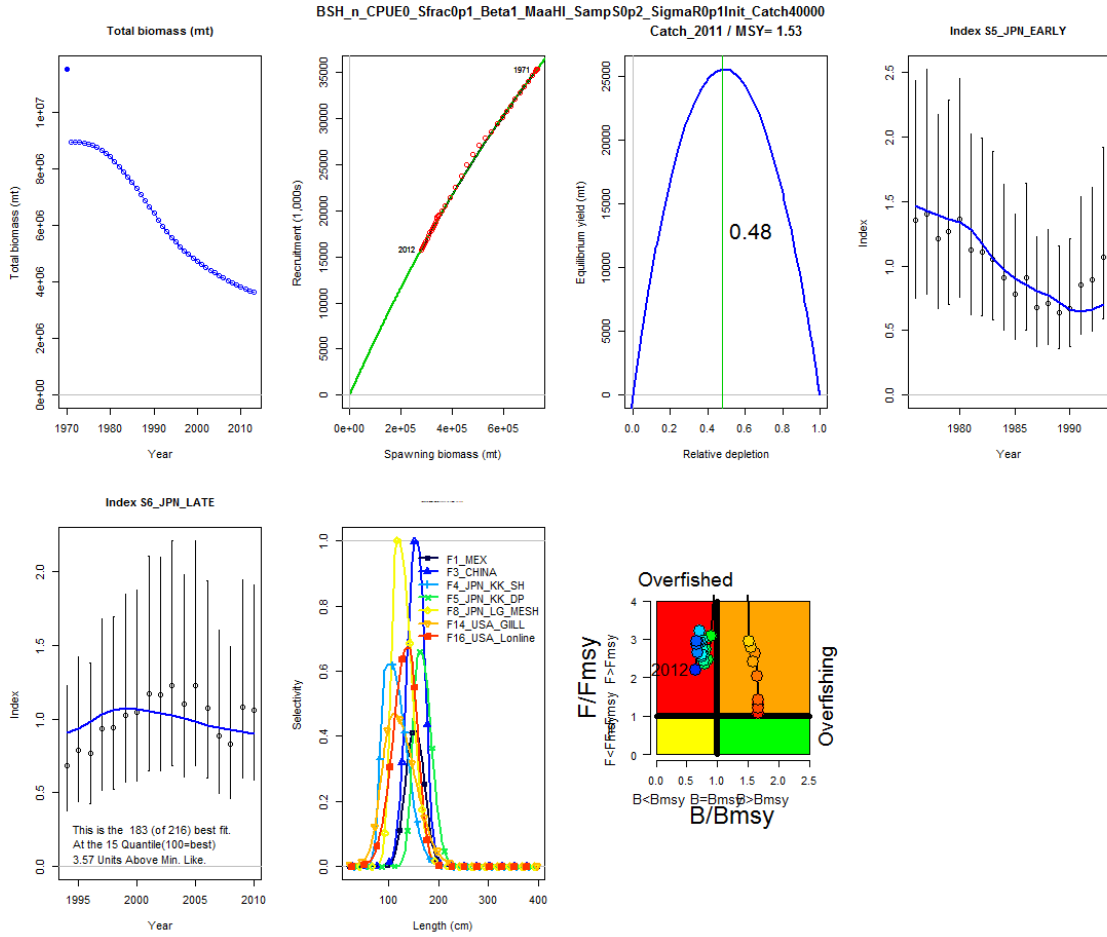 BSH_n_CPUE0_Sfrac0p1_Beta1_MaaHI_SampS0p2_SigmaR0p1Init_Catch40000
Total biomass (mt)
Total biomass (mt)
0e+00 2e+06 4e+06 6e+06 8e+06 1e+07
1970 1980 1990 2000 2010
Year
Recruitment (1,000s)
0 5000 10000 15000 20000 25000 30000 35000
1971
2012
0e+00 2e+05 4e+05 6e+05
Spawning biomass (mt)
Catch_2011 / MSY= 1.53
Equilibrium yield (mt)
0 5000 10000 15000 20000 25000
0.48
0.0 0.2 0.4 0.6 0.8 1.0
Relative depletion
Index S5_JPN_EARLY
Index
0.0 0.5 1.0 1.5 2.0 2.5
1980 1985 1990
Year
Index S6_JPN_LATE
Index
0.0 0.5 1.0 1.5 2.0
This is the 183 (of 216) best fit.
At the 15 Quantile(100=best)
3.57 Units Above Min. Like.
1995 2000 2005 2010
Year
Selectivity
0.0 0.2 0.4 0.6 0.8 1.0
F1_MEX
F3_CHINA
F4_JPN_KK_SH
F5_JPN_KK_DP
F8_JPN_LG_MESH
F14_USA_GIILL
F16_USA_Lonline
0 100 200 300 400
Length (cm)
Overfished
F/Fmsy
F>Fmsy
0 1 2 3 4
2012
Overfishing
0.0 0.5 1.0 1.5 2.0 2.5
B<Bmsy B=Bmsy B>Bmsy
B/Bmsy